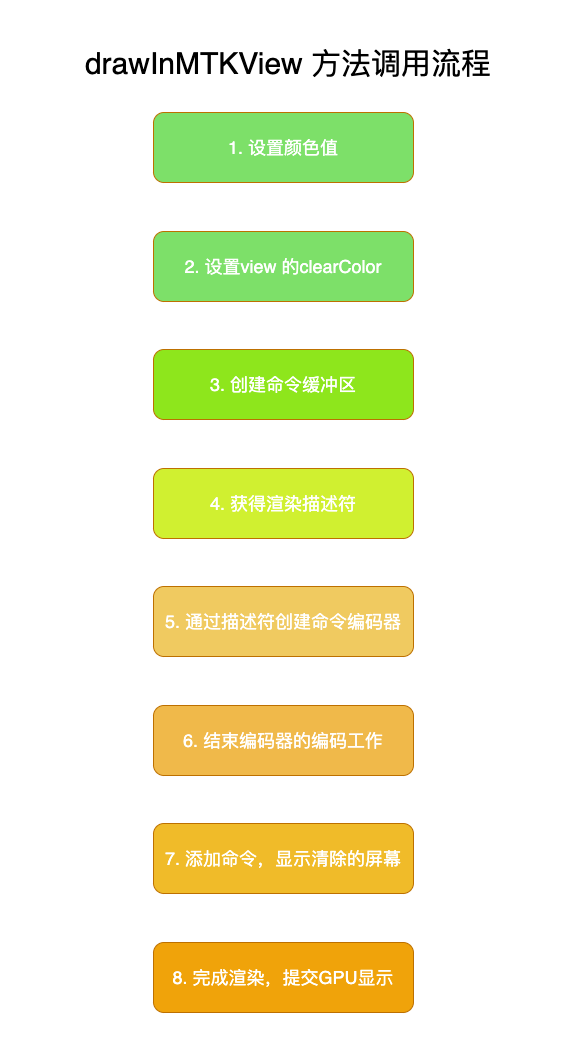 drawInMTKView 方法调用流程
1. 设置颜色值
2. 设置view 的clearColor
3. 创建命令缓冲区
4. 获得渲染描述符
5. 通过描述符创建命令编码器
6. 结束编码器的编码工作
7. 添加命令，显示清除的屏幕
8. 完成渲染，提交GPU显示